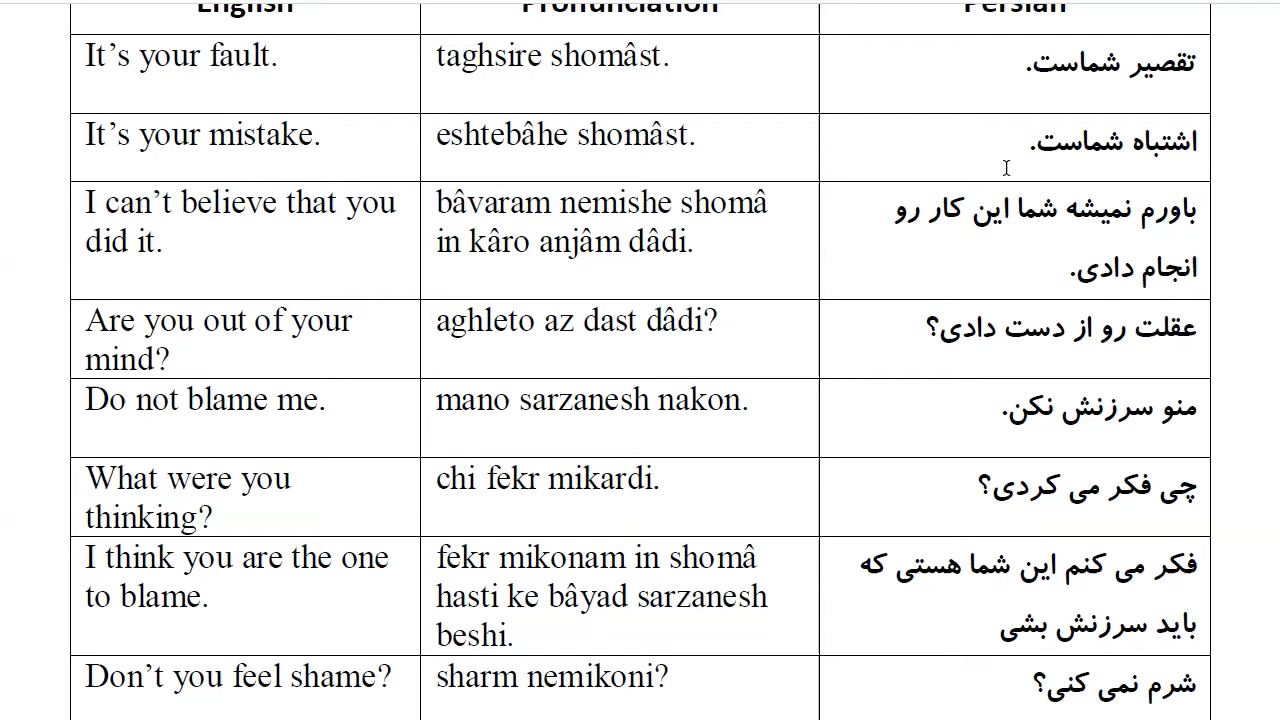 English Pronunciation Persian
It’s your fault.
taghsire shomâst.
تقصیر شماست.
It’s your mistake.
eshtebâhe shomâst.
اشتباه شماست.
I can’t believe that you
did it.
bâvaram nemishe shomâ
in kâro anjâm dâdi.
باورم نمیشه شما این کار رو
انجام دادی.
Are you out of your
mind?
aghleto az dast dâdi?
عقلت رو از دست دادی؟
Do not blame me.
mano sarzanesh nakon.
منو سرزنش نکن.
What were you
thinking?
chi fekr mikardi.
چی فکر می کردی؟
I think you are the one
to blame.
fekr mikonam in shomâ
hasti ke bâyad sarzanesh
beshi.
فکر می کنم این شما هستی که
باید سرزنش بشی
Don’t you feel shame?
sharm nemikoni?
شرم نمی کنی؟